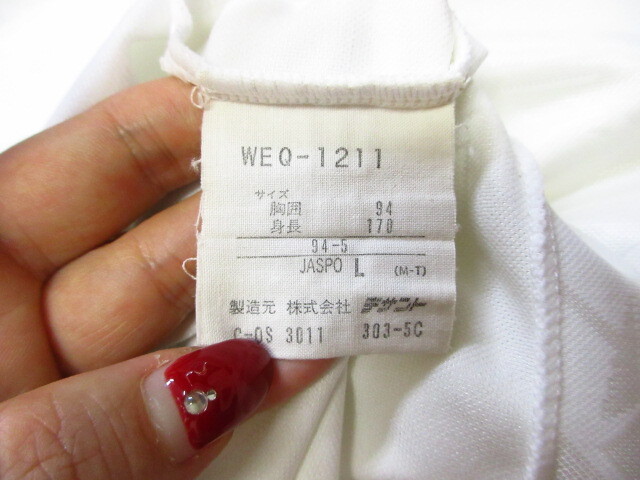 WEQ-1211
サイズ
胸囲 94
身長 170
94-5
JASPO L (M-T)
製造元 株式会社 デサント
C-OS 3011 303-5C